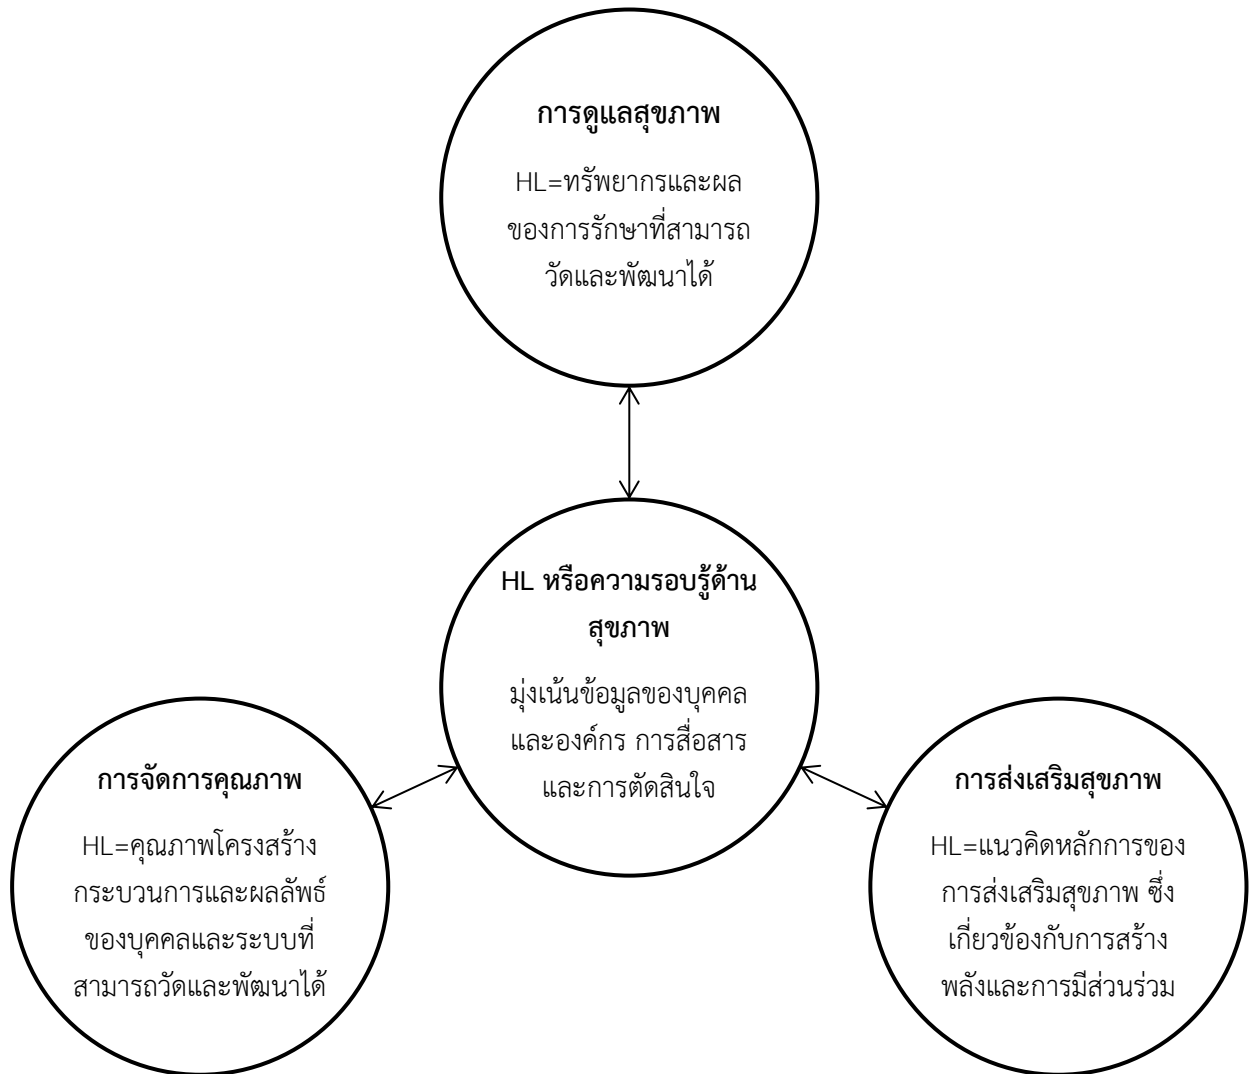 การดูแลสุขภาพ
HL=ทรัพยากรและผล
ของการรักษาที่สามารถ
วัดและพัฒนาได้
HL หรือความรอบรู้ด้าน
สุขภาพ
มุ่งเน้นข้อมูลของบุคคล
และองค์กร การสื่อสาร
และการตัดสินใจ
การจัดการคุณภาพ
HL=คุณภาพโครงสร้าง
กระบวนการและผลลัพธ์
ของบุคคลและระบบที่
สามารถวัดและพัฒนาได้
การส่งเสริมสุขภาพ
HL=แนวคิดหลักการของ
การส่งเสริมสุขภาพ ซึ่ง
เกี่ยวข้องกับการสร้าง
พลังและการมีส่วนร่วม